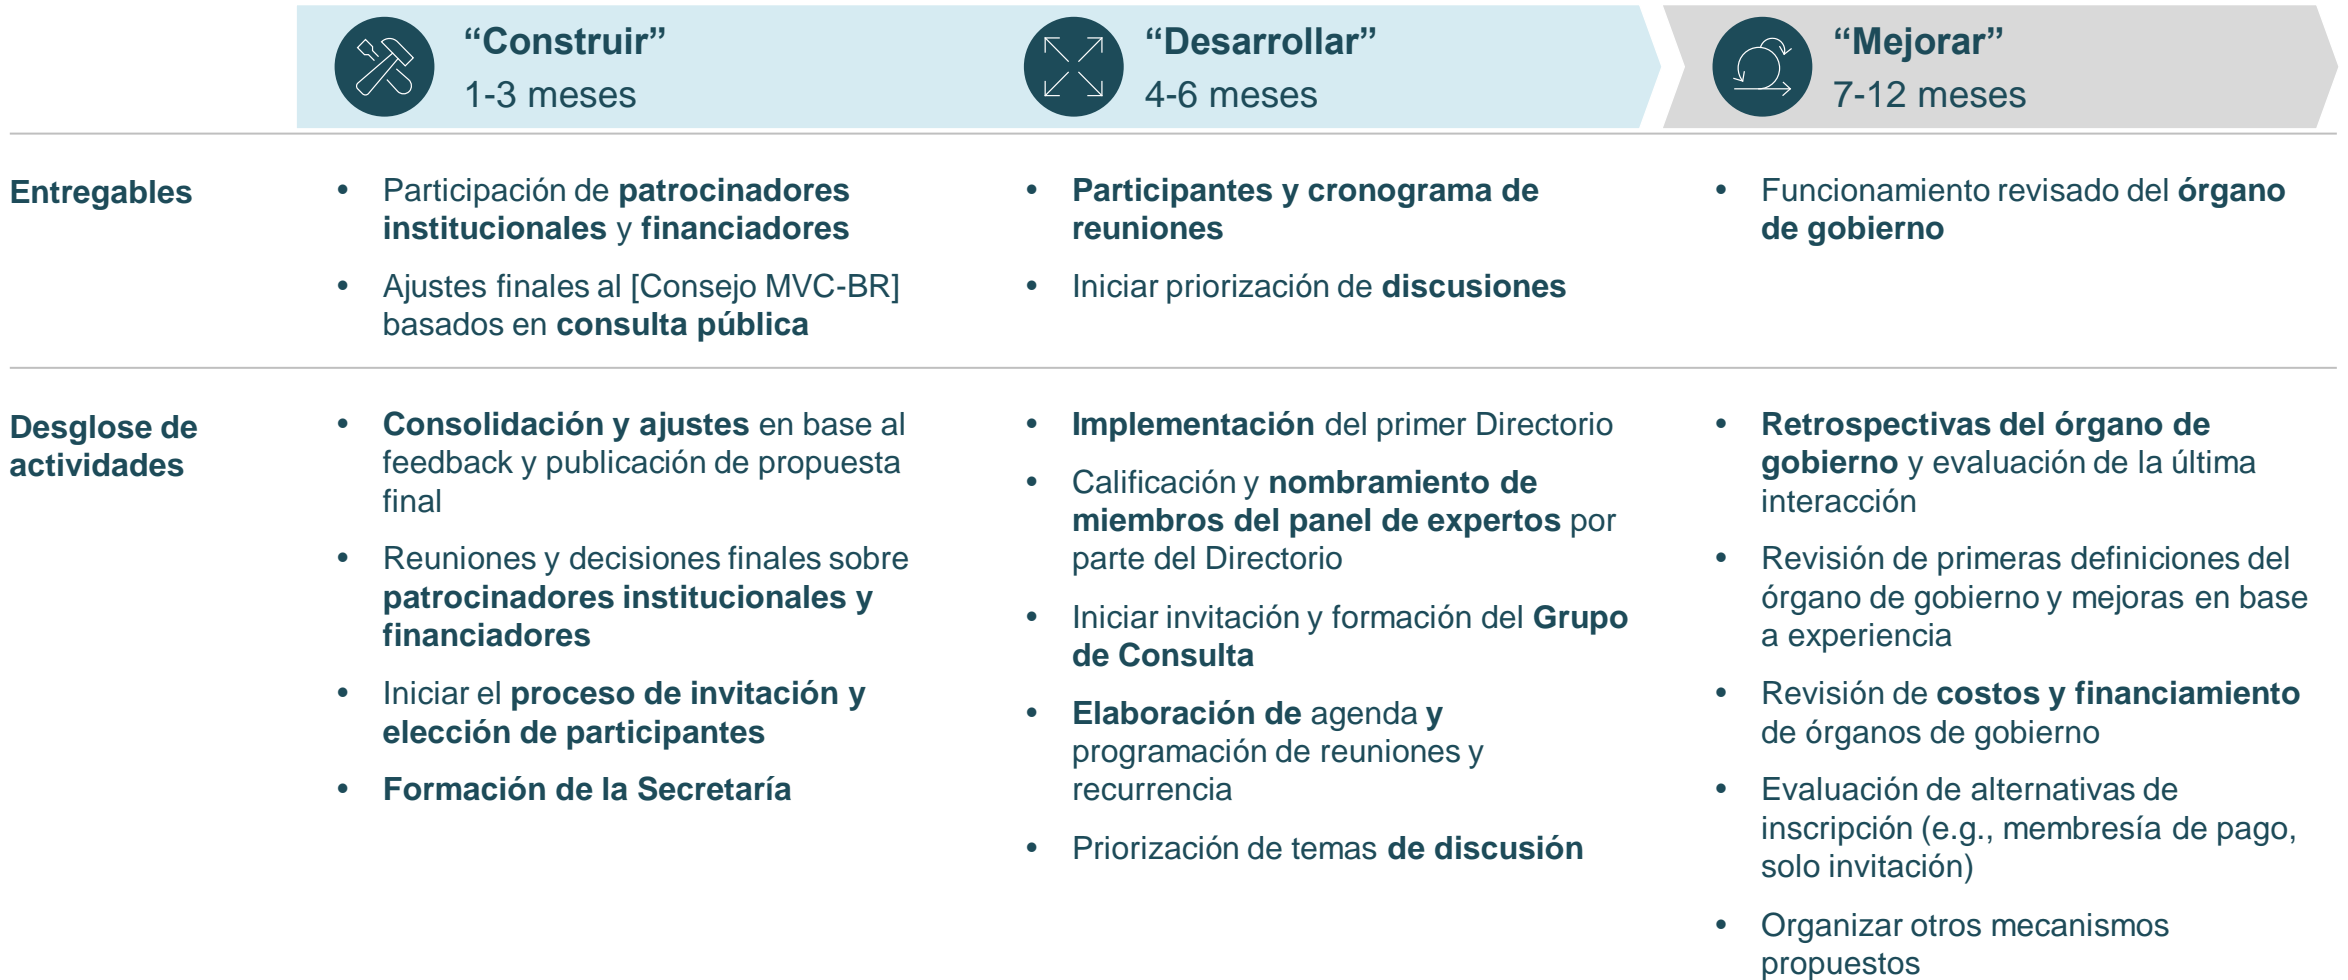 “Construir”
1-3 meses
“Desarrollar”
4-6 meses
“Mejorar”
7-12 meses
Entregables
• Participación de patrocinadores
institucionales y financiadores
• Ajustes finales al [Consejo MVC-BR]
basados en consulta pública
• Participantes y cronograma de
reuniones
• Iniciar priorización de discusiones
• Funcionamiento revisado del órgano
de gobierno
Desglose de
actividades
• Consolidación y ajustes en base al
feedback y publicación de propuesta
final
• Reuniones y decisiones finales sobre
patrocinadores institucionales y
financiadores
• Iniciar el proceso de invitación y
elección de participantes
• Formación de la Secretaría
• Implementación del primer Directorio
• Calificación y nombramiento de
miembros del panel de expertos por
parte del Directorio
• Iniciar invitación y formación del Grupo
de Consulta
• Elaboración de agenda y
programación de reuniones y
recurrencia
• Priorización de temas de discusión
• Retrospectivas del órgano de
gobierno y evaluación de la última
interacción
• Revisión de primeras definiciones del
órgano de gobierno y mejoras en base
a experiencia
• Revisión de costos y financiamiento
de órganos de gobierno
• Evaluación de alternativas de
inscripción (e.g., membresía de pago,
solo invitación)
• Organizar otros mecanismos
propuestos